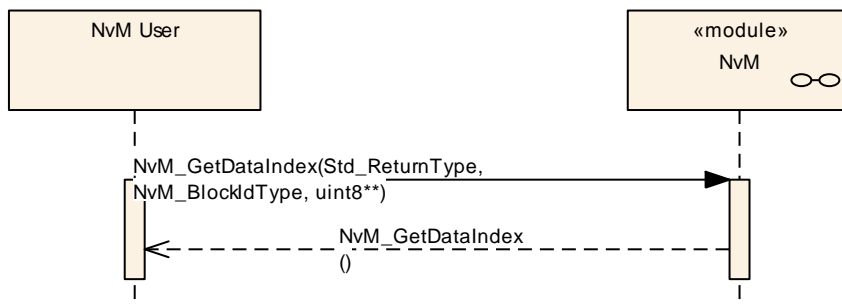 NvM User
«module»
NvM
NvM_GetDataIndex(Std_ReturnType,
NvM_BlockIdType, uint8**)
NvM_GetDataIndex
()